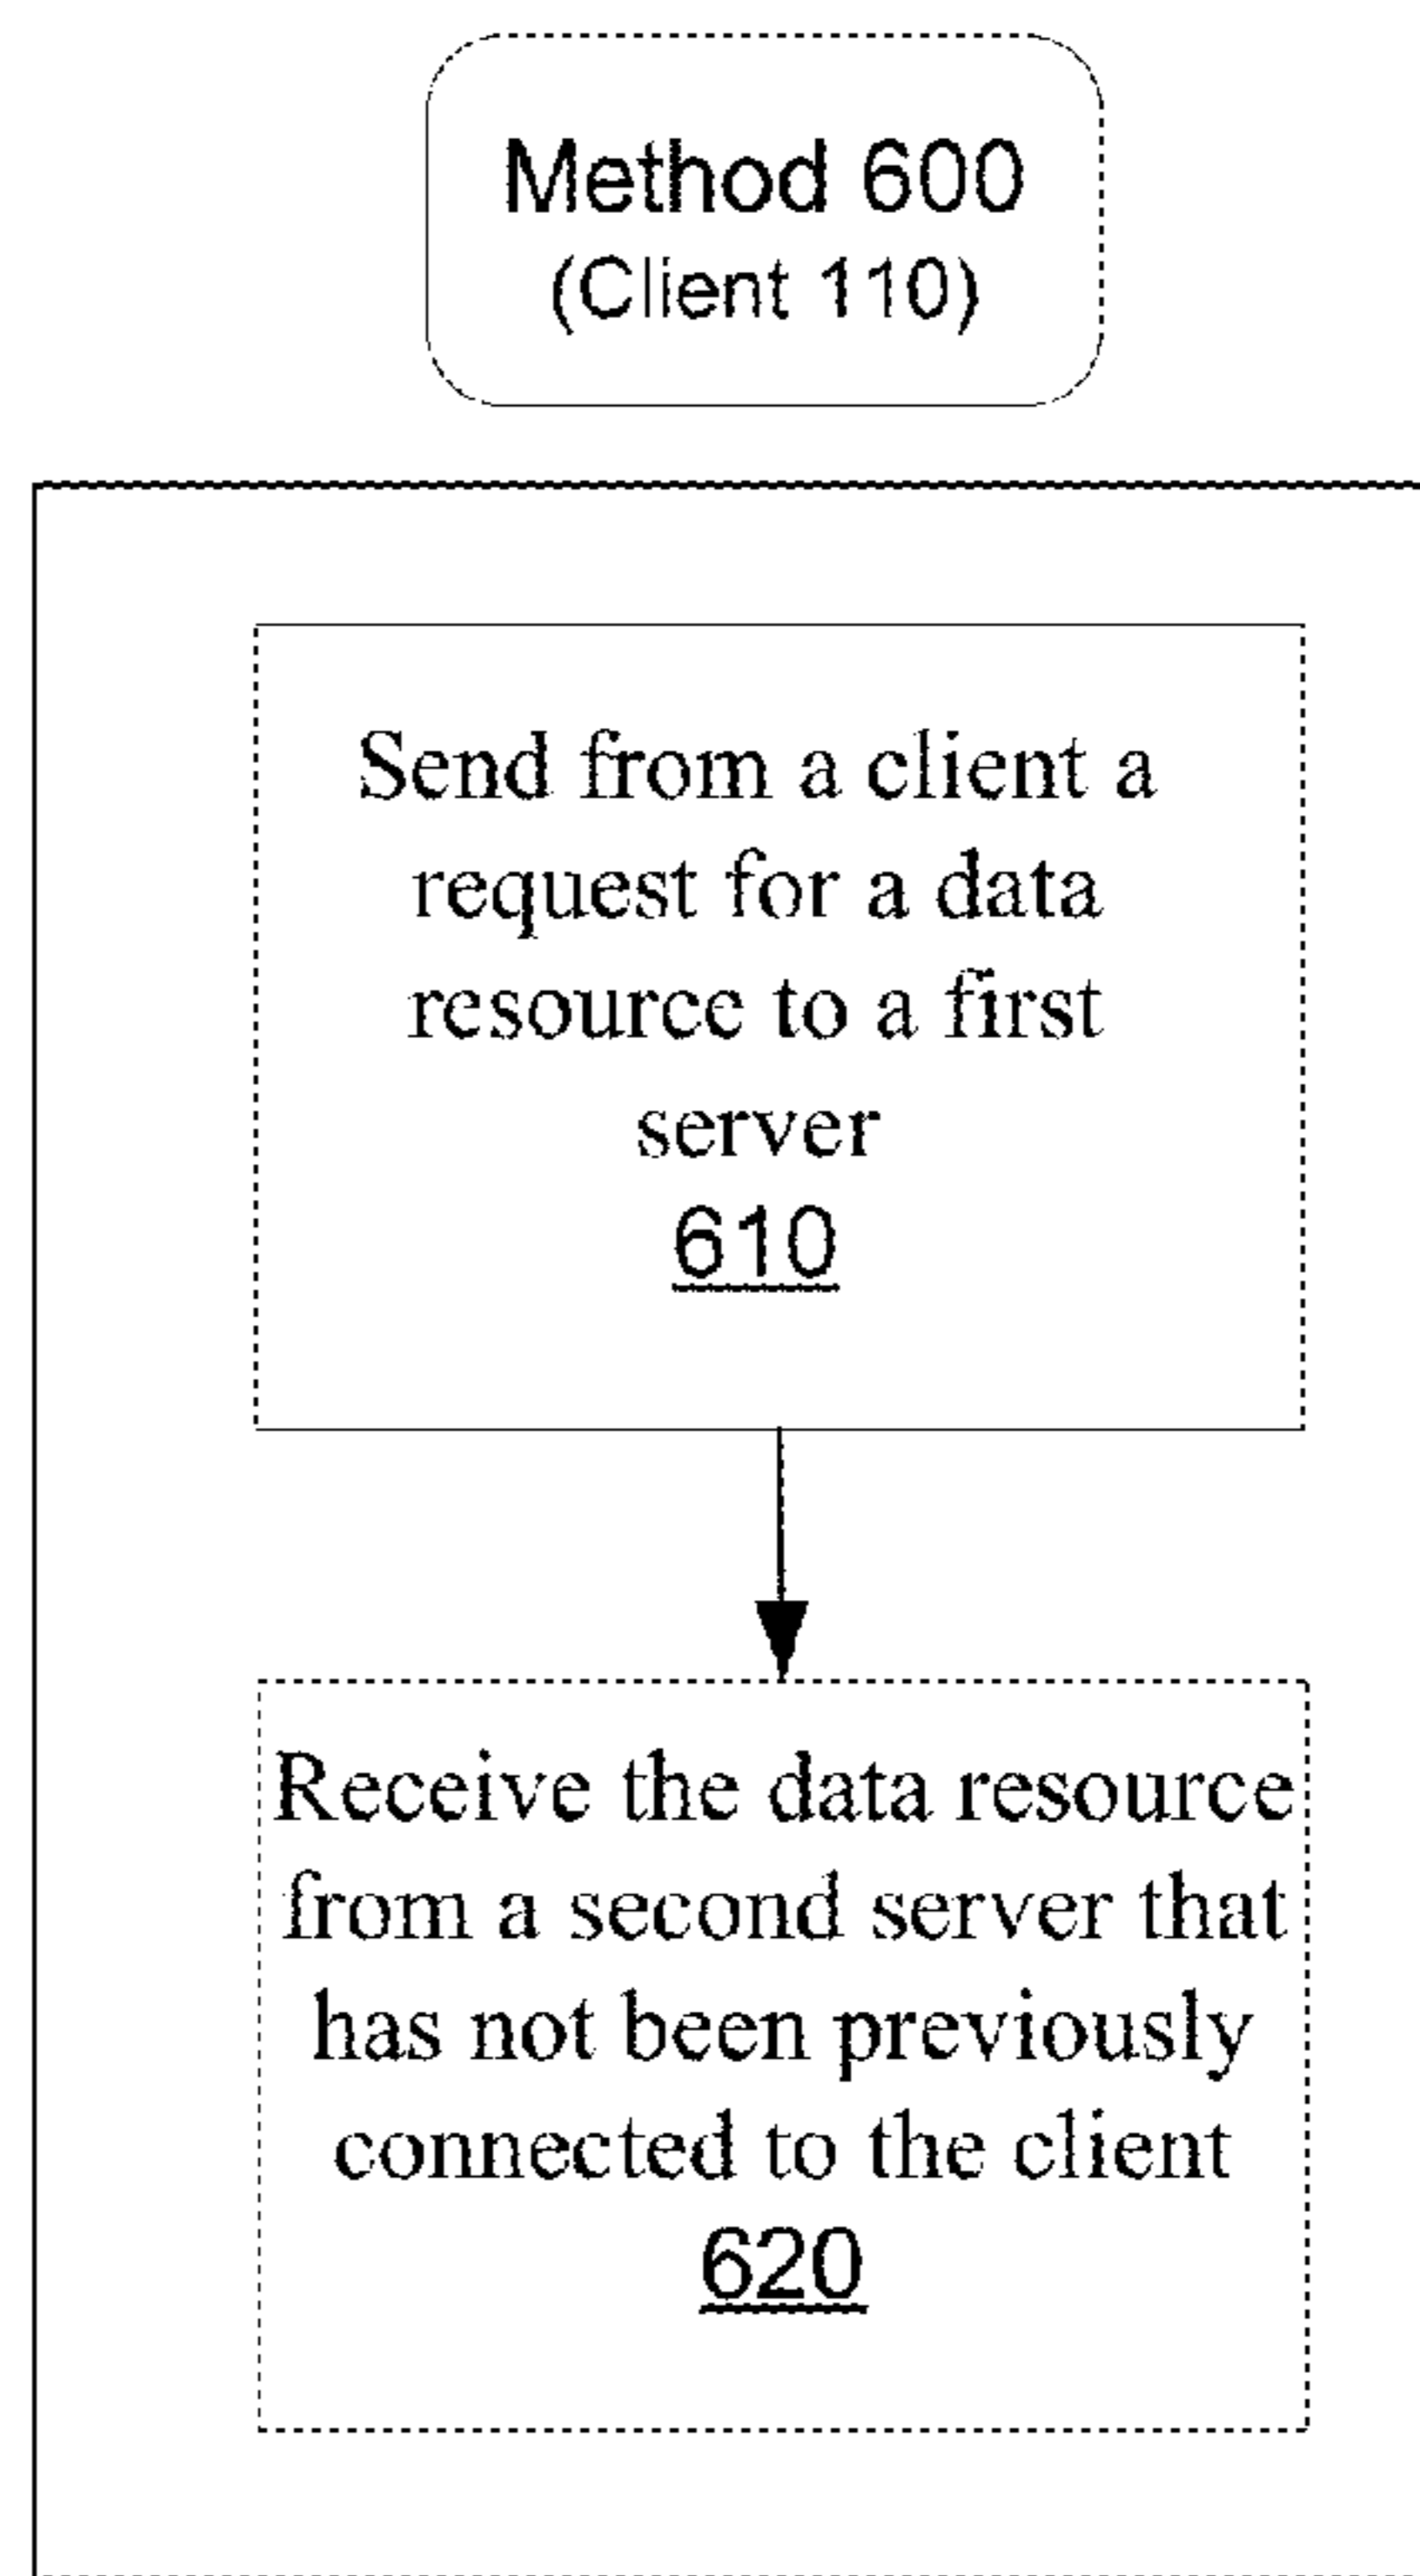 Method 600
(Client 110)
Send from a client a
request for a data
resource to a first
server
610
Receive the data resource
from a second server that
has not been previously
connected to the client
620